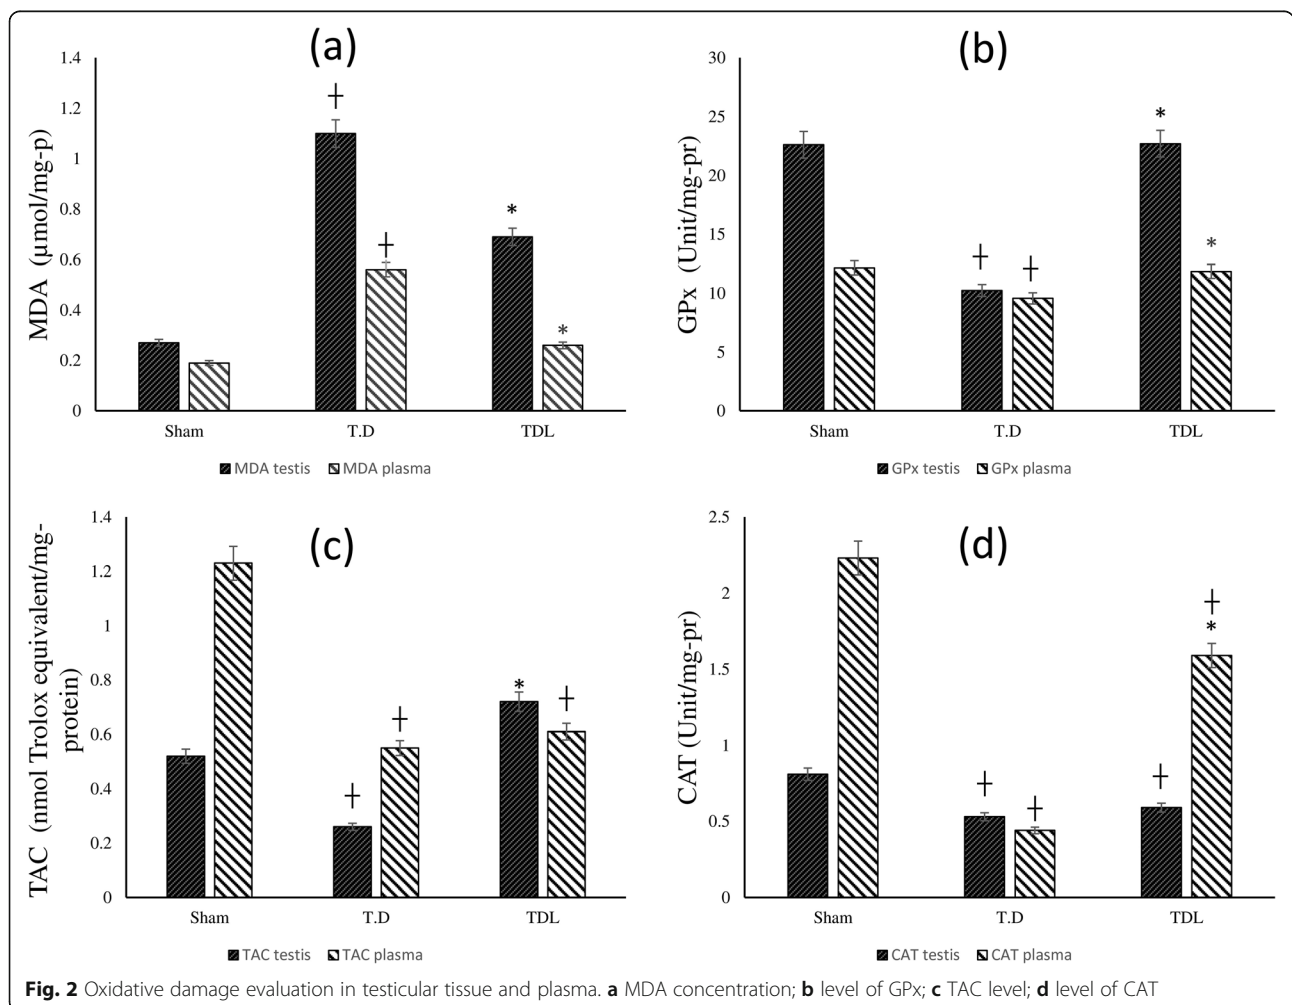 (a)
MDA (µmol/mg-p)
1.4
1.2
1
0.8
0.6
0.4
0.2
0
┼
┼
*
*
Sham T.D TDL
MDA testis MDA plasma
(b)
GPx (Unit/mg-pr)
30
25
20
15
10
5
0
┼
┼
*
*
Sham T.D TDL
GPx testis GPx plasma
(c)
TAC (nmol Trolox equivalent/mg-
protein)
1.4
1.2
1
0.8
0.6
0.4
0.2
0
┼
┼
*
┼
Sham T.D TDL
TAC testis TAC plasma
(d)
CAT (Unit/mg-pr)
2.5
2
1.5
1
0.5
0
┼
┼
┼
┼
*
Sham T.D TDL
CAT testis CAT plasma
Fig. 2 Oxidative damage evaluation in testicular tissue and plasma. a MDA concentration; b level of GPx; c TAC level; d level of CAT